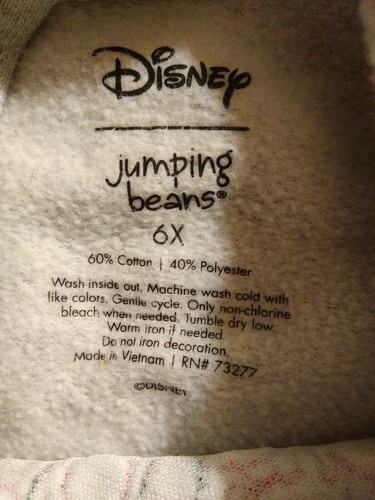 Disney
jumping
beans®
6X
60% Cotton | 40% Polyester
Wash inside out. Machine wash cold with
like colors. Gentle cycle. Only non-chlorine
bleach when needed. Tumble dry low.
Warm iron if needed
Do not iron decoration.
Made in Vietnam | RN# 73277
©DISNEY